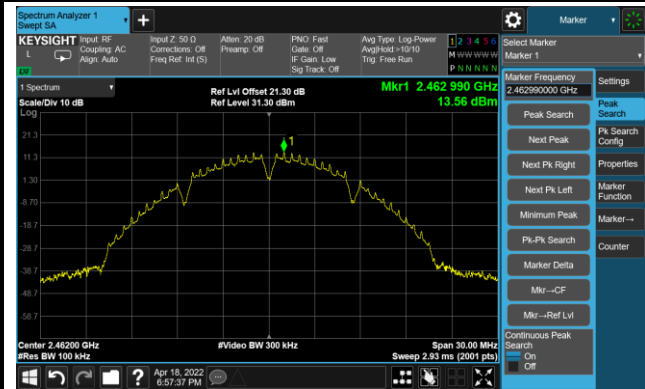 Spectrum Analyzer 1
Swept SA
Marker
KEYSIGHT
L
Input: RF
Coupling: AC
Align: Auto
Input Z: 50 Ω
Corrections: Off
Freq Ref: Int (S)
Atten: 20 dB
Preamp: Off
PNO: Fast
Gate: Off
IF Gain: Low
Sig Track: Off
Avg Type: Log-Power
Avg|Hold:>10/10
Trig: Free Run
1 2 3 4 5 6
M W W W W W
P N N N N N
Select Marker
Marker 1
1 Spectrum
Scale/Div 10 dB
Log
Ref Lvl Offset 21.30 dB
Ref Level 31.30 dBm
Mkr1 2.462 990 GHz
13.56 dBm
1
21.3
11.3
1.30
-8.70
-18.7
-28.7
-38.7
-48.7
-58.7
Center 2.46200 GHz
#Res BW 100 kHz
#Video BW 300 kHz
Span 30.00 MHz
Sweep 2.93 ms (2001 pts)
Marker Frequency
2.462990000 GHz
Peak Search
Next Peak
Next Pk Right
Next Pk Left
Minimum Peak
Pk-Pk Search
Marker Delta
Mkr→CF
Mkr→Ref Lvl
Continuous Peak
Search
On
Off
Settings
Peak
Search
Pk Search
Config
Properties
Marker
Function
Marker→
Counter
Apr 18, 2022
6:57:37 PM